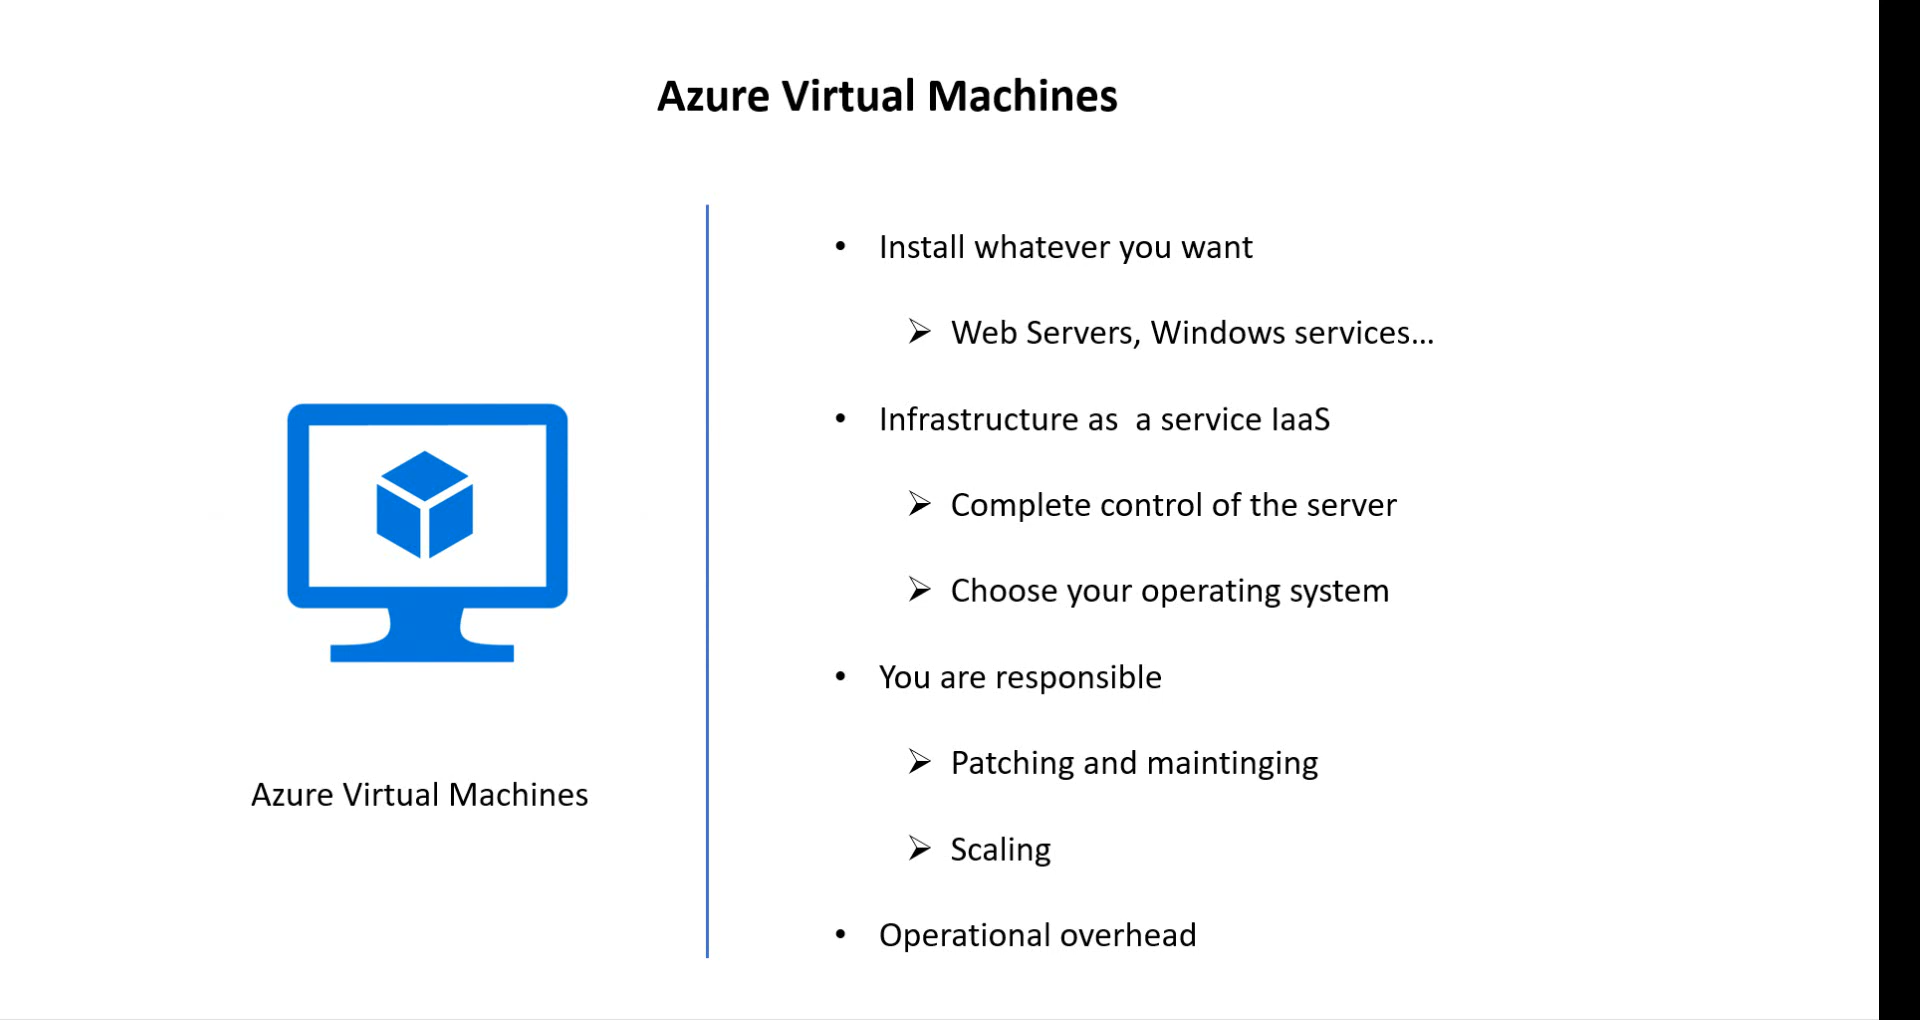 Azure Virtual Machines
• Install whatever you want
➢ Web Servers, Windows services...
• Infrastructure as  a service IaaS
➢ Complete control of the server
➢ Choose your operating system
• You are responsible
➢ Patching and maintinging
➢ Scaling
• Operational overhead
Azure Virtual Machines